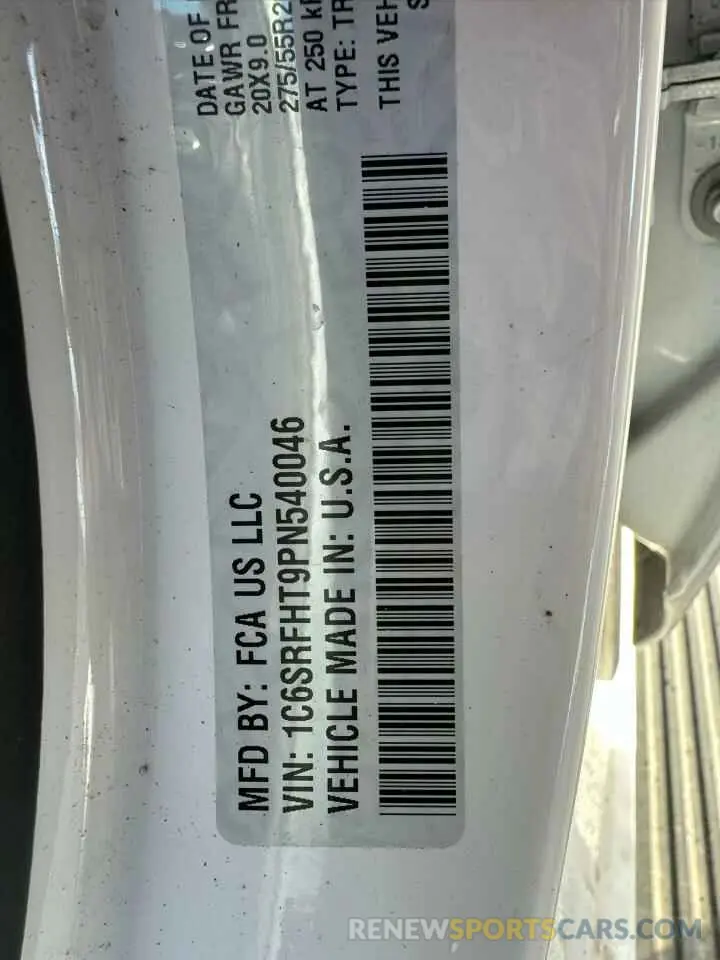 MFD BY: FCA US LLC
VIN: 1C6SRFHT9PN540046
VEHICLE MADE IN: U.S.A.
DATE OF
GAWR FR
20X9.0
275/55R2
AT 250 kP
TYPE: TR
THIS VEH
RENEWSPORTSCARS.COM